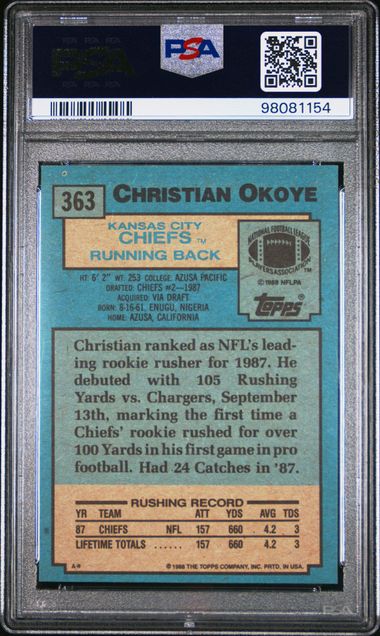 PSA
PSA
98081154
363 CHRISTIAN OKOYE
KANSAS CITY
CHIEFS TM
RUNNING BACK
NATIONAL FOOTBALL LEAGUE
PLAYERS ASSOCIATION TM
© 1988 NFLPA
Topps®
HT: 6' 2" WT: 253 COLLEGE: AZUSA PACIFIC
DRAFTED: CHIEFS #2—1987
ACQUIRED: VIA DRAFT
BORN: 8-16-61, ENUGU, NIGERIA
HOME: AZUSA, CALIFORNIA
Christian ranked as NFL's lead-
ing rookie rusher for 1987. He
debuted with 105 Rushing
Yards vs. Chargers, September
13th, marking the first time a
Chiefs' rookie rushed for over
100 Yards in his first game in pro
football. Had 24 Catches in '87.
RUSHING RECORD
YR TEAM ATT YDS AVG TDS
87 CHIEFS NFL 157 660 4.2 3
LIFETIME TOTALS ...... 157 660 4.2 3
A-® © 1988 THE TOPPS COMPANY, INC. PRTD. IN USA.
PSA